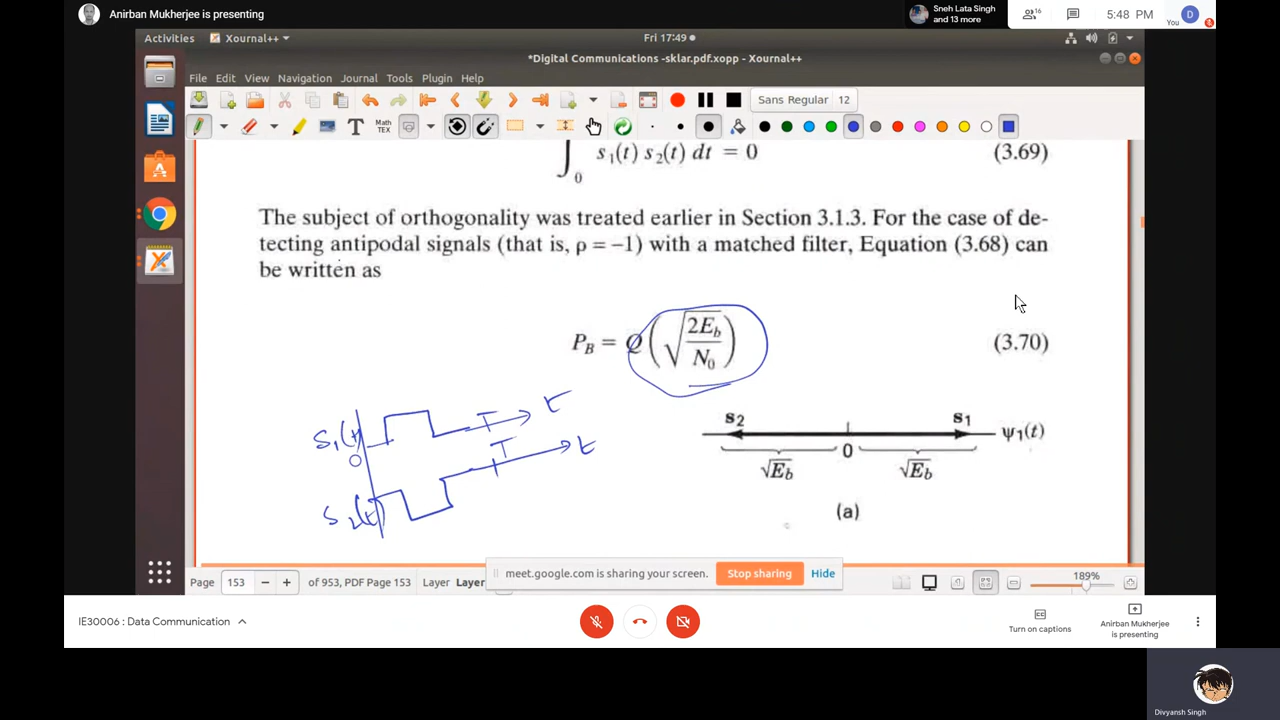 Anirban Mukherjee is presenting
Sneh Lata Singh
and 13 more
16
5:48 PM
You
D
Activities
Xournal++
Fri 17:49
*Digital Communications -sklar.pdf.xopp - Xournal++
File Edit View Navigation Journal Tools Plugin Help
Sans Regular 12
T MATH TEX
∫₀ s₁(t) s₂(t) dt = 0 (3.69)
The subject of orthogonality was treated earlier in Section 3.1.3. For the case of de-
tecting antipodal signals (that is, ρ = −1) with a matched filter, Equation (3.68) can
be written as
P_B = Q(√(2E_b/N₀)) (3.70)
s₂ s₁
0 ψ₁(t)
√E_b √E_b
(a)
S₁(t) T t
0
S₂(t) T t
meet.google.com is sharing your screen. Stop sharing Hide
Page 153 − + of 953, PDF Page 153 Layer Layer 189%
IE30006 : Data Communication
Turn on captions
Anirban Mukherjee
is presenting
Divyansh Singh